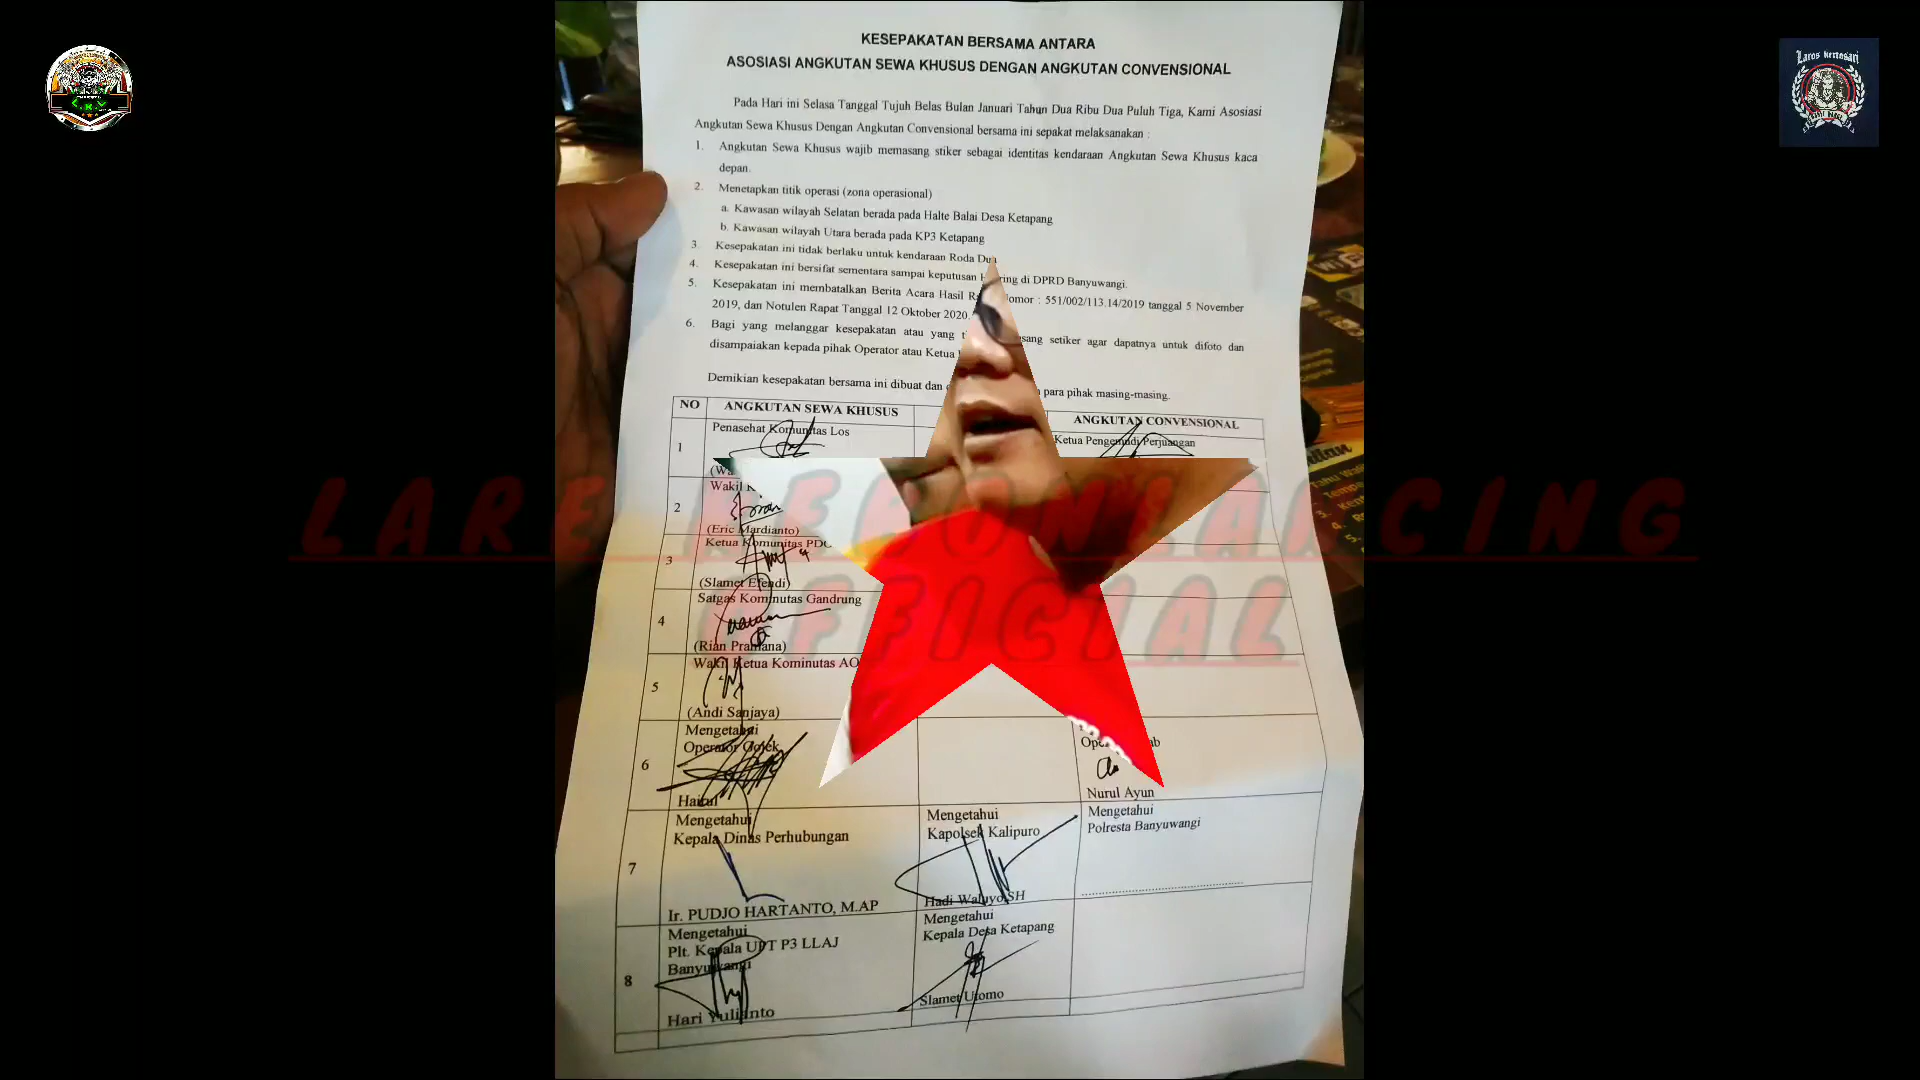 KESEPAKATAN BERSAMA ANTARA
ASOSIASI ANGKUTAN SEWA KHUSUS DENGAN ANGKUTAN CONVENSIONAL
Pada Hari ini Selasa Tanggal Tujuh Belas Bulan Januari Tahun Dua Ribu Dua Puluh Tiga, Kami Asosiasi
Angkutan Sewa Khusus Dengan Angkutan Convensional bersama ini sepakat melaksanakan :
1. Angkutan Sewa Khusus wajib memasang stiker sebagai identitas kendaraan Angkutan Sewa Khusus kaca
depan.
2. Menetapkan titik operasi (zona operasional)
a. Kawasan wilayah Selatan berada pada Halte Balai Desa Ketapang
b. Kawasan wilayah Utara berada pada KP3 Ketapang
3. Kesepakatan ini tidak berlaku untuk kendaraan Roda Dua
4. Kesepakatan ini bersifat sementara sampai keputusan di DPRD Banyuwangi.
5. Kesepakatan ini membatalkan Berita Acara Hasil : 551/002/113.14/2019 tanggal 5 November
2019, dan Notulen Rapat Tanggal 12 Oktober 2020.
6. Bagi yang melanggar kesepakatan atau yang setiker agar dapatnya untuk difoto dan
disampaiakan kepada pihak Operator atau Ketua
Demikian kesepakatan bersama ini dibuat dan para pihak masing-masing.
NO ANGKUTAN SEWA KHUSUS ANGKUTAN CONVENSIONAL
1 Penasehat Komunitas Los Ketua Pengemudi Perjuangan
2 Wakil
(Eric Mardianto)
3 Ketua Komunitas PDO
(Slamet Efendi)
4 Satgas Kominutas Gandrung
(Rian Pramana)
5 Wakil Ketua Kominutas AO
(Andi Sanjaya)
6 Mengetahui
Operator Gojek
Hairul
Nurul Ayun
7 Mengetahui
Kepala Dinas Perhubungan
Ir. PUDJO HARTANTO, M.AP
Mengetahui
Kapolsek Kalipuro
Hadi Waluyo,SH
Mengetahui
Polresta Banyuwangi
8 Mengetahui
Plt. Kepala UPT P3 LLAJ
Banyuwangi
Hari Yulianto
Mengetahui
Kepala Desa Ketapang
Slamet Utomo
LARE KEBONLANCING
OFFICIAL
L.K.V
Laros kertosari